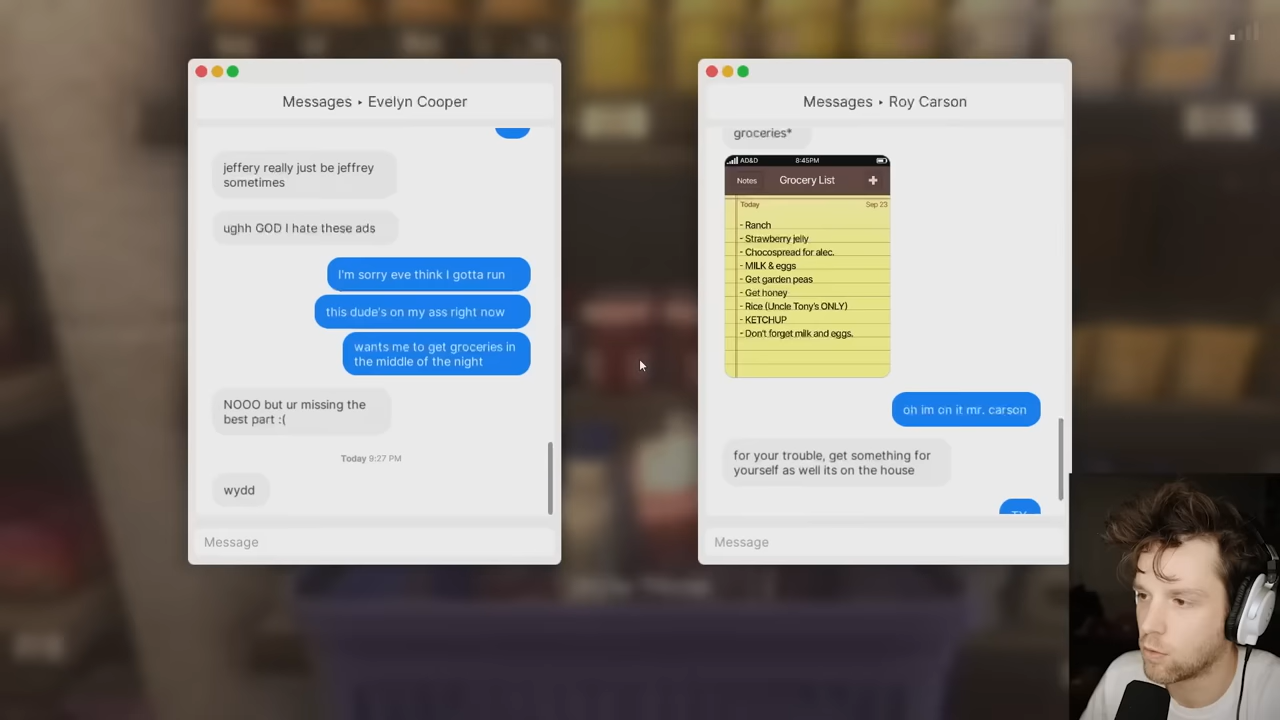 Messages ▸ Evelyn Cooper
jeffery really just be jeffrey
sometimes
ughh GOD I hate these ads
I'm sorry eve think I gotta run
this dude's on my ass right now
wants me to get groceries in
the middle of the night
NOOO but ur missing the
best part :(
Today 9:27 PM
wydd
Message
Messages ▸ Roy Carson
groceries*
AD&D 8:45PM
Notes Grocery List +
Today Sep 23
- Ranch
- Strawberry jelly
- Chocospread for alec.
- MILK & eggs
- Get garden peas
- Get honey
- Rice (Uncle Tony's ONLY)
- KETCHUP
- Don't forget milk and eggs.
oh im on it mr. carson
for your trouble, get something for
yourself as well its on the house
Message